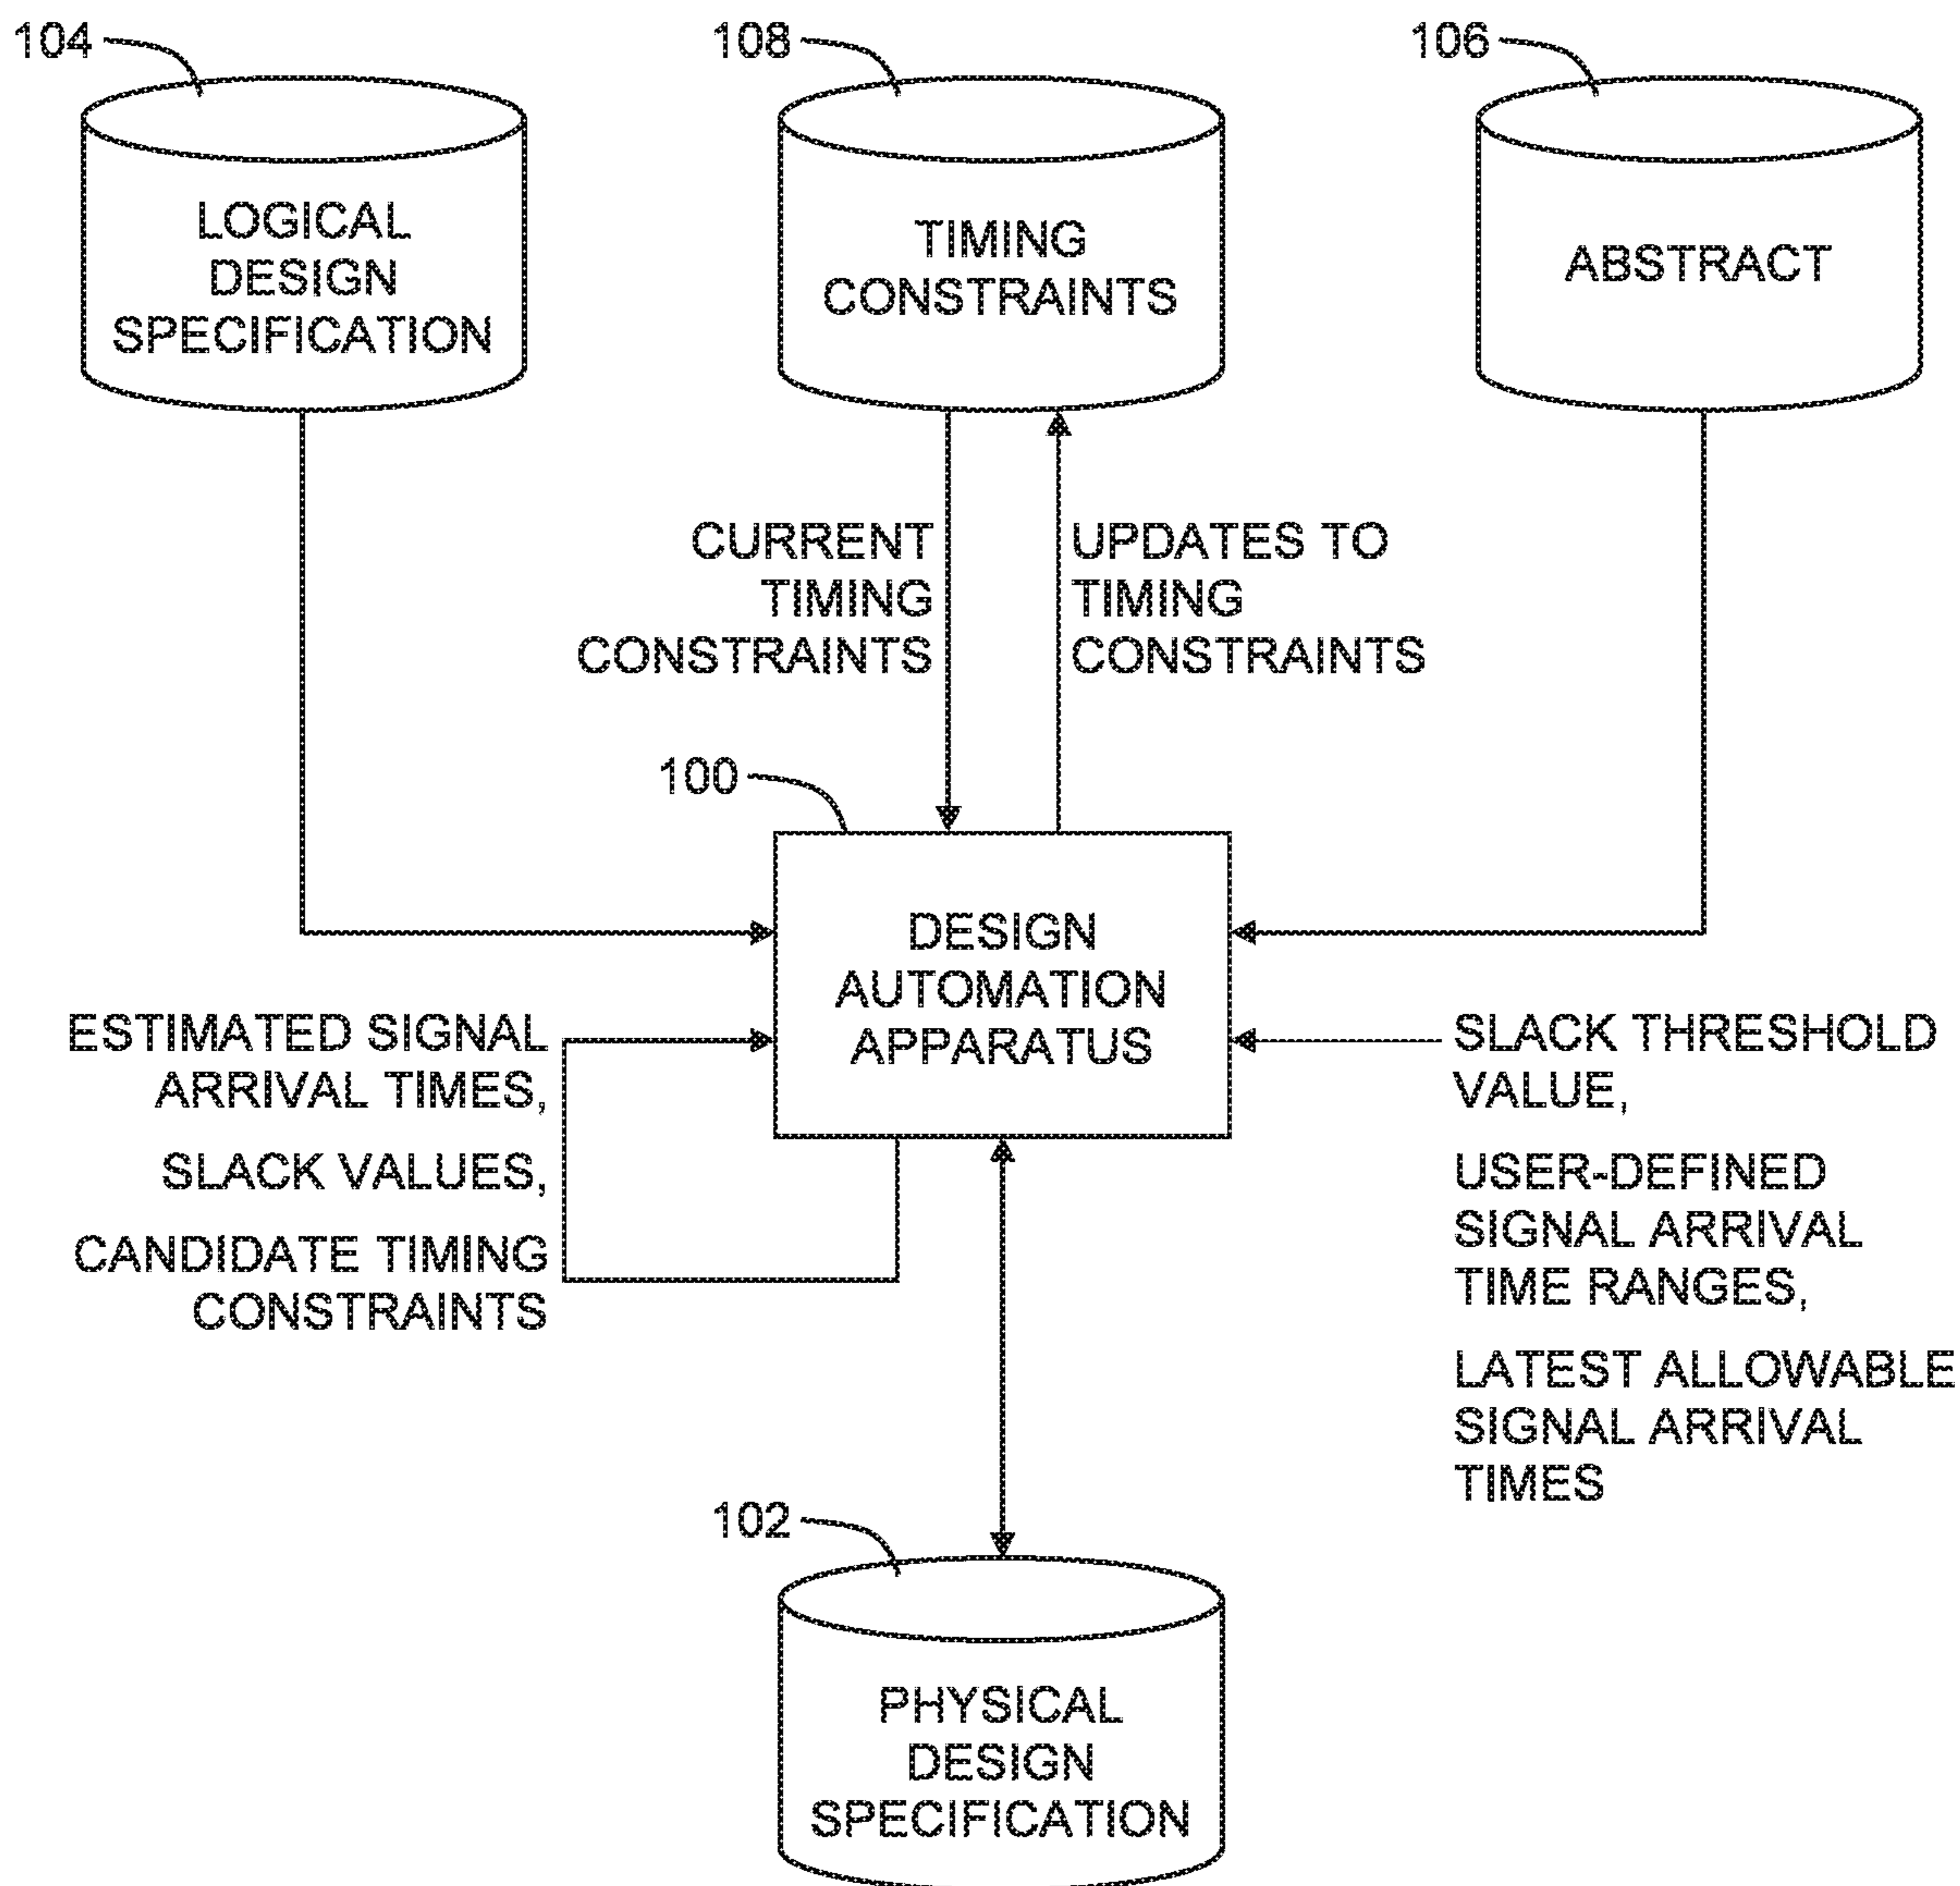 104
108
106
LOGICAL
DESIGN
SPECIFICATION
TIMING
CONSTRAINTS
ABSTRACT
CURRENT
TIMING
CONSTRAINTS
UPDATES TO
TIMING
CONSTRAINTS
100
DESIGN
AUTOMATION
APPARATUS
ESTIMATED SIGNAL
ARRIVAL TIMES,
SLACK VALUES,
CANDIDATE TIMING
CONSTRAINTS
SLACK THRESHOLD
VALUE,
USER-DEFINED
SIGNAL ARRIVAL
TIME RANGES,
LATEST ALLOWABLE
SIGNAL ARRIVAL
TIMES
102
PHYSICAL
DESIGN
SPECIFICATION